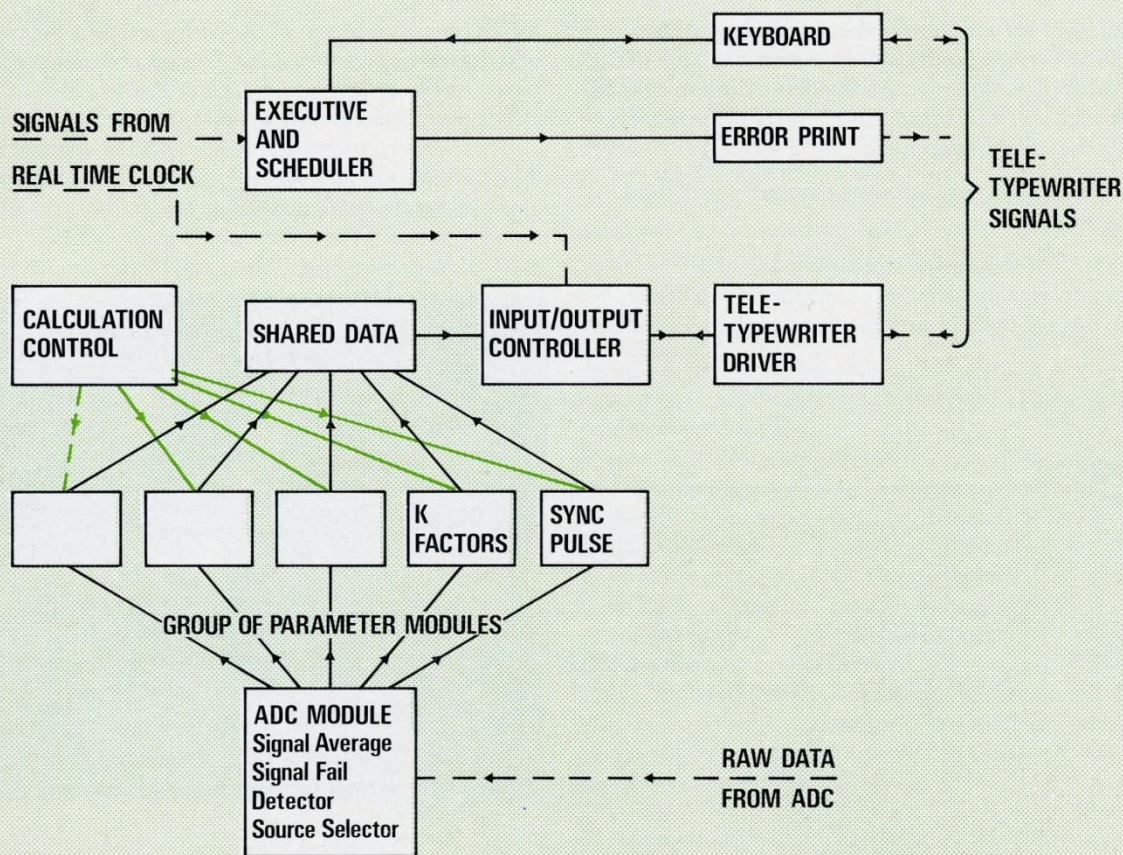 KEYBOARD
EXECUTIVE
AND
SCHEDULER
SIGNALS FROM
REAL TIME CLOCK
ERROR PRINT
TELE-
TYPEWRITER
SIGNALS
CALCULATION
CONTROL
SHARED DATA
INPUT/OUTPUT
CONTROLLER
TELE-
TYPEWRITER
DRIVER
K
FACTORS
SYNC
PULSE
GROUP OF PARAMETER MODULES
ADC MODULE
Signal Average
Signal Fail
Detector
Source Selector
RAW DATA
FROM ADC